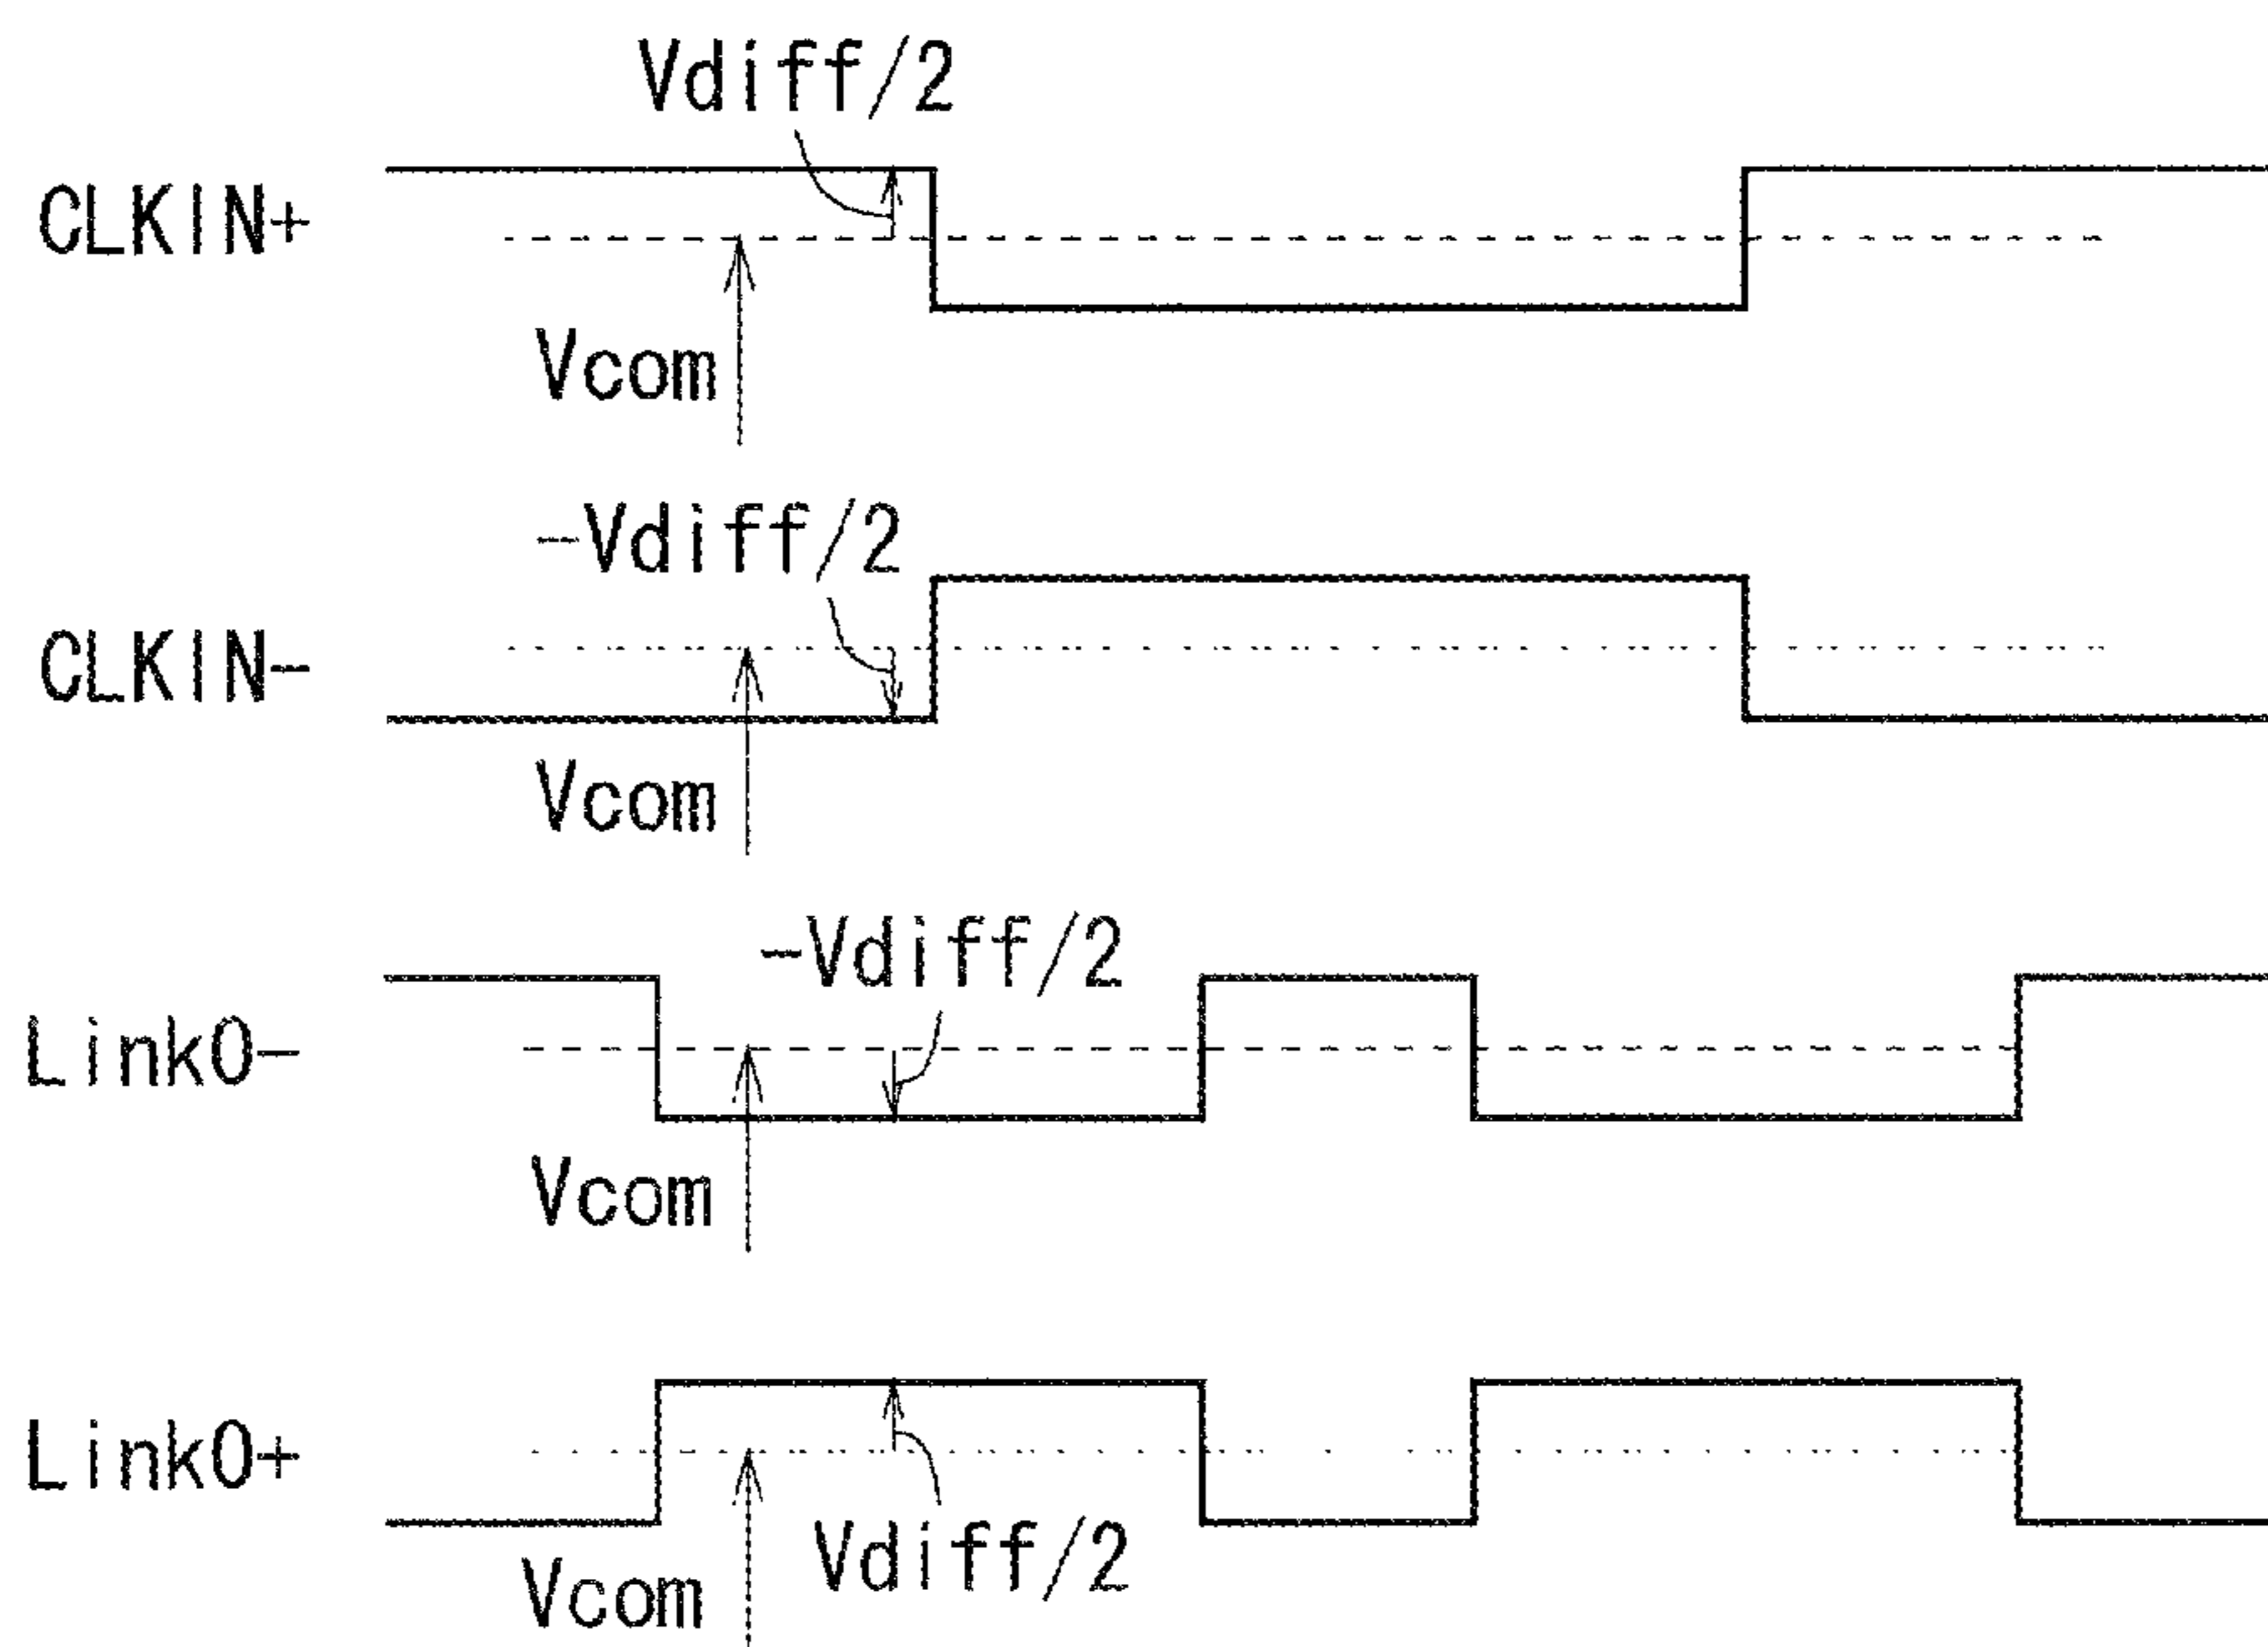 Vdiff/2
CLKIN+
Vcom
-Vdiff/2
CLKIN-
Vcom
-Vdiff/2
Link0-
Vcom
Link0+
Vdiff/2
Vcom